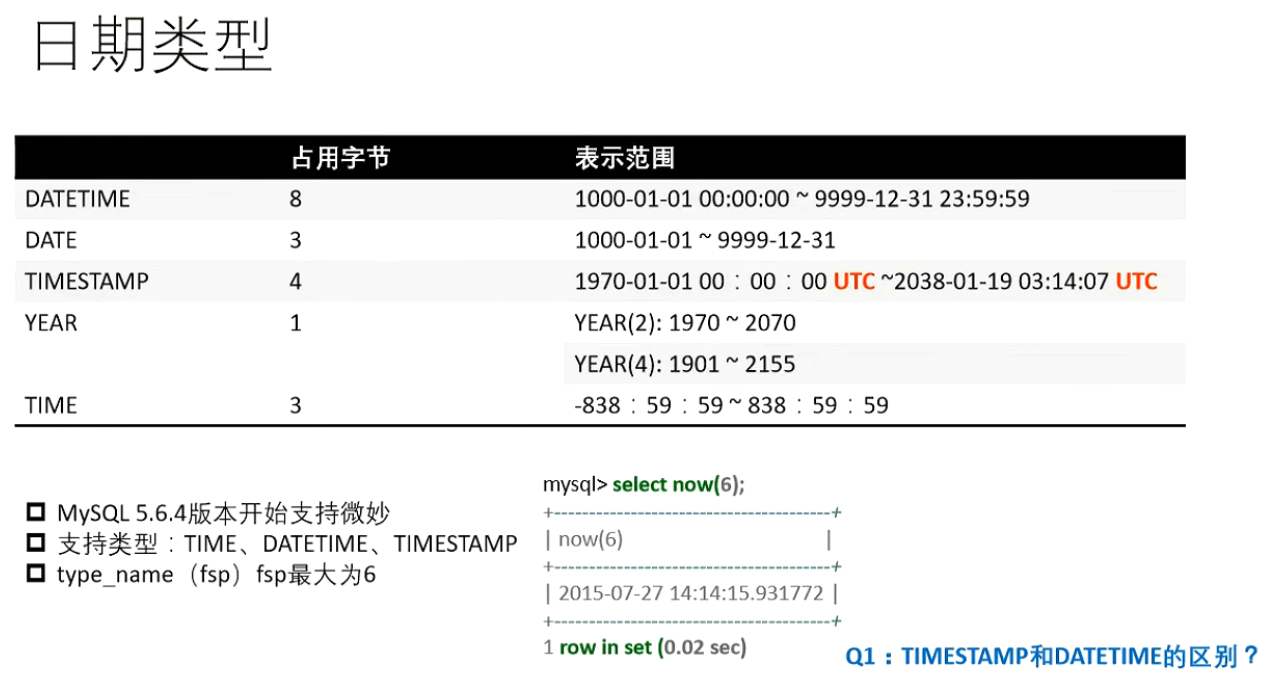 日期类型
占用字节 表示范围
DATETIME 8 1000-01-01 00:00:00 ~ 9999-12-31 23:59:59
DATE 3 1000-01-01 ~ 9999-12-31
TIMESTAMP 4 1970-01-01 00：00：00 UTC ~2038-01-19 03:14:07 UTC
YEAR 1 YEAR(2): 1970 ~ 2070
YEAR(4): 1901 ~ 2155
TIME 3 -838：59：59 ~ 838：59：59
MySQL 5.6.4版本开始支持微妙
支持类型：TIME、DATETIME、TIMESTAMP
type_name（fsp）fsp最大为6
mysql> select now(6);
+----------------------------------------+
| now(6) |
+----------------------------------------+
| 2015-07-27 14:14:15.931772 |
+----------------------------------------+
1 row in set (0.02 sec)
Q1：TIMESTAMP和DATETIME的区别？